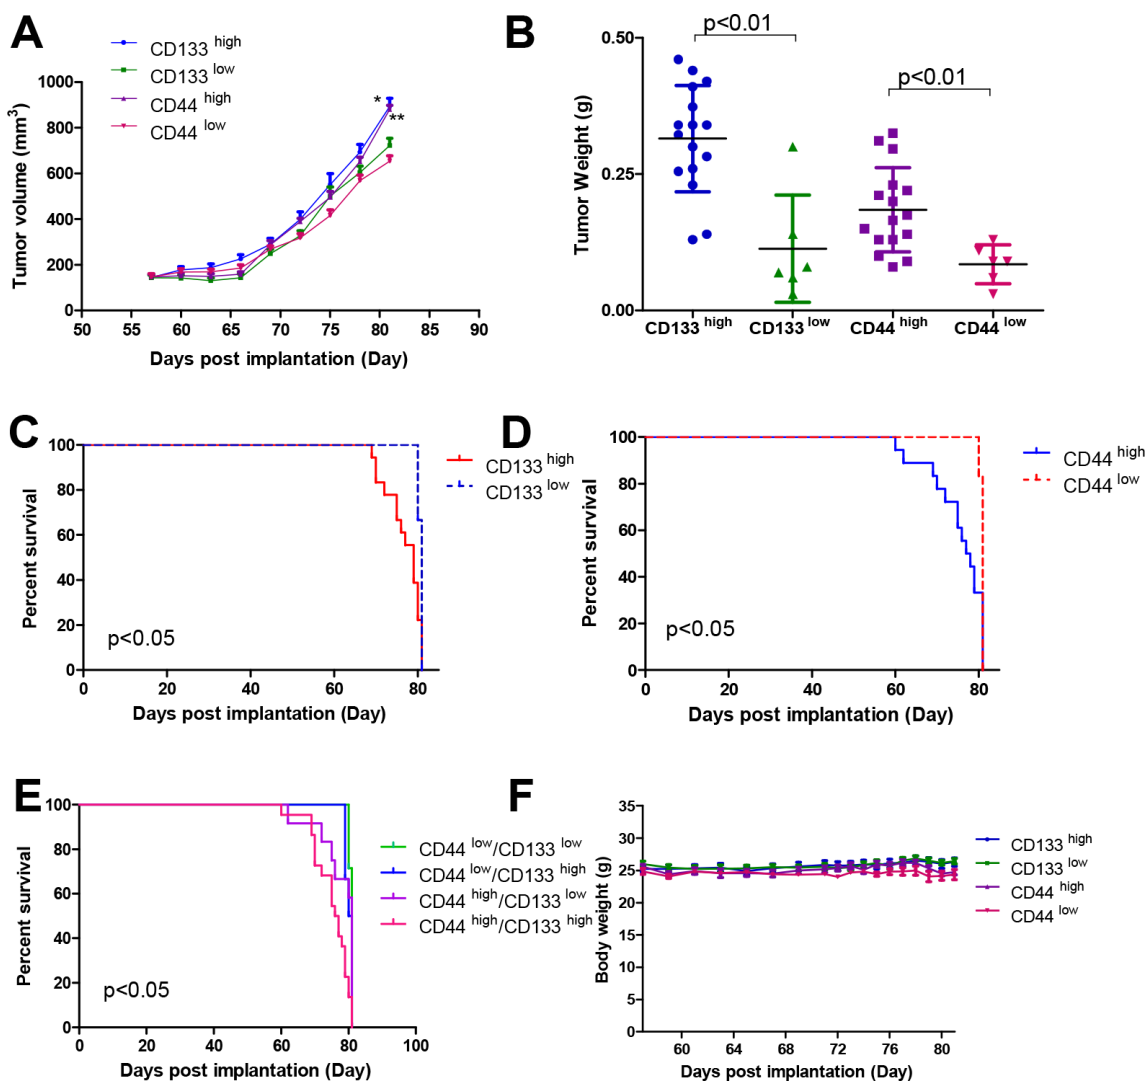 A
CD133 high
CD133 low
CD44 high
CD44 low
Tumor volume (mm3)
1000
800
600
400
200
0
*
**
50 55 60 65 70 75 80 85 90
Days post implantation (Day)
B
p<0.01
p<0.01
Tumor Weight (g)
0.50
0.25
0.00
CD133 high CD133 low CD44 high CD44 low
C
Percent survival
100
80
60
40
20
0
p<0.05
CD133 high
CD133 low
0 20 40 60 80
Days post implantation (Day)
D
Percent survival
100
80
60
40
20
0
p<0.05
CD44 high
CD44 low
0 20 40 60 80
Days post implantation (Day)
E
Percent survival
100
80
60
40
20
0
p<0.05
CD44 low/CD133 low
CD44 low/CD133 high
CD44 high/CD133 low
CD44 high/CD133 high
0 20 40 60 80 100
Days post implantation (Day)
F
Body weight (g)
35
30
25
20
15
10
5
0
CD133 high
CD133 low
CD44 high
CD44 low
60 64 68 72 76 80
Days post implantation (Day)